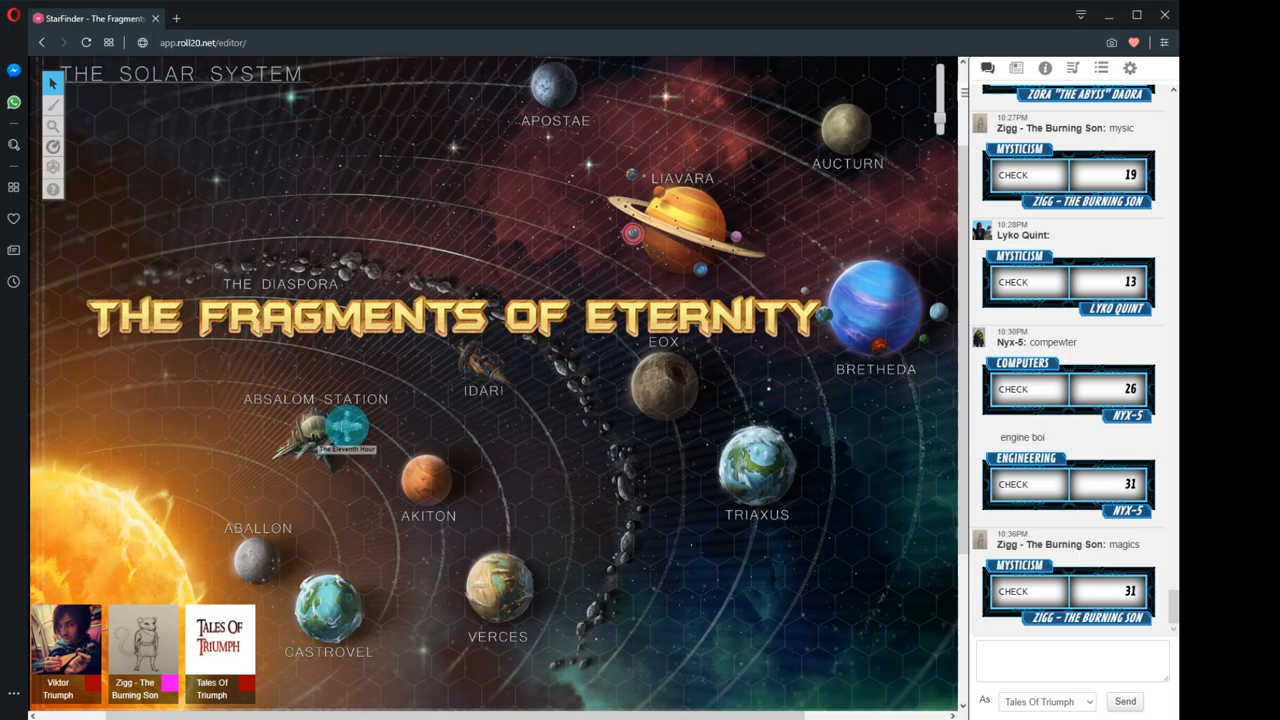 StarFinder - The Fragments
app.roll20.net/editor/
THE SOLAR SYSTEM
APOSTAE
AUCTURN
LIAVARA
THE DIASPORA
THE FRAGMENTS OF ETERNITY
EOX
IDARI
BRETHEDA
ABSALOM STATION
The Eleventh Hour
AKITON
TRIAXUS
ABALLON
VERCES
CASTROVEL
TALES OF
TRIUMPH
Viktor
Triumph
Zigg - The
Burning Son
Tales Of
Triumph
ZORA "THE ABYSS" DAORA
10:27PM
Zigg - The Burning Son: mysic
MYSTICISM
CHECK 19
ZIGG - THE BURNING SON
10:28PM
Lyko Quint:
MYSTICISM
CHECK 13
LYKO QUINT
10:30PM
Nyx-5: compewter
COMPUTERS
CHECK 26
NYX-5
engine boi
ENGINEERING
CHECK 31
NYX-5
10:36PM
Zigg - The Burning Son: magics
MYSTICISM
CHECK 31
ZIGG - THE BURNING SON
As: Tales Of Triumph Send